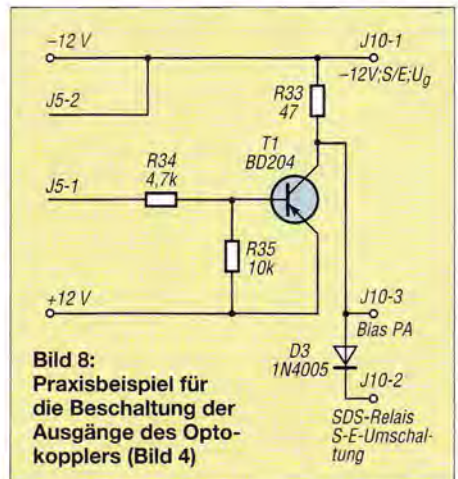 –12 V
J10-1
–12V;S/E;Ug
J5-2
R33
47
T1
BD204
R34
4,7k
J5-1
R35
10k
+12 V
J10-3
Bias PA
D3
1N4005
J10-2
SDS-Relais
S-E-Umschal-
tung
Bild 8:
Praxisbeispiel für
die Beschaltung der
Ausgänge des Opto-
kopplers (Bild 4)